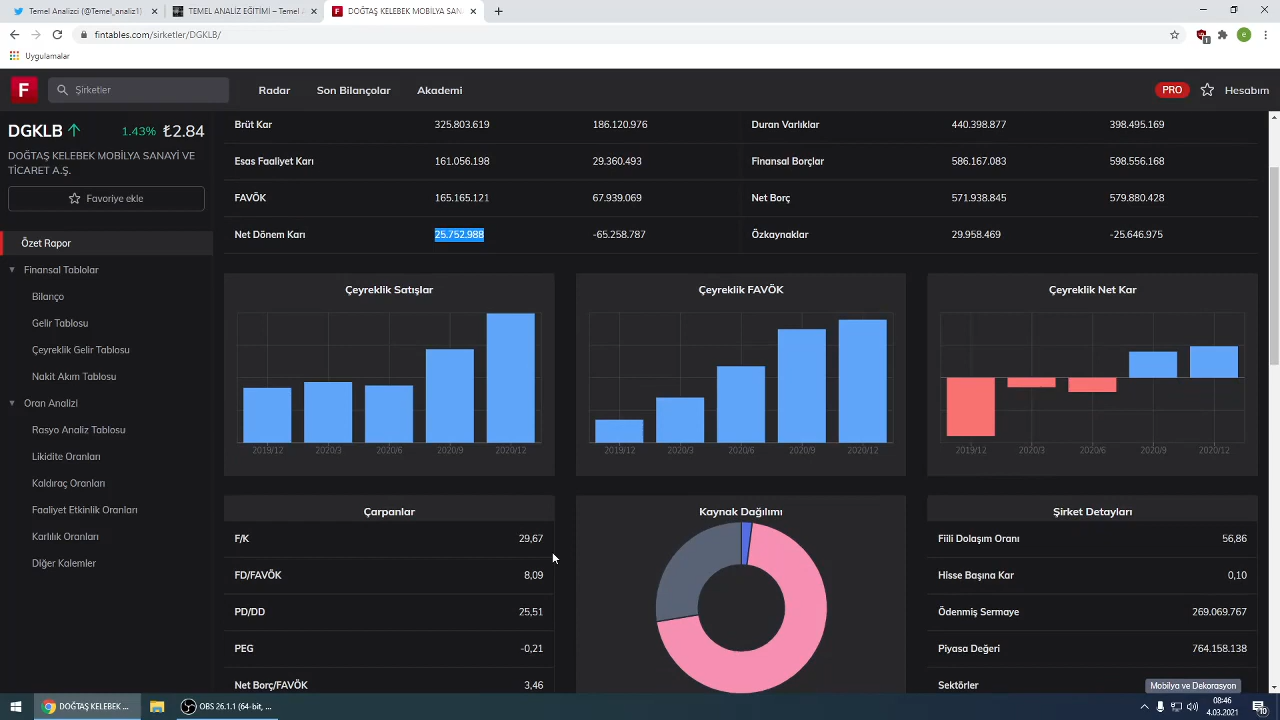 Temel Analizci (@Temel_analiz1)
TEMEL ANALİZ EĞİTİMİ – Temel A
DOĞTAŞ KELEBEK MOBİLYA SAN
fintables.com/sirketler/DGKLB/
Uygulamalar
F
Şirketler
Radar
Son Bilançolar
Akademi
PRO
Hesabım
DGKLB
1.43%
₺2.84
DOĞTAŞ KELEBEK MOBİLYA SANAYİ VE
TİCARET A.Ş.
Favoriye ekle
Özet Rapor
Finansal Tablolar
Bilanço
Gelir Tablosu
Çeyreklik Gelir Tablosu
Nakit Akım Tablosu
Oran Analizi
Rasyo Analiz Tablosu
Likidite Oranları
Kaldıraç Oranları
Faaliyet Etkinlik Oranları
Karlılık Oranları
Diğer Kalemler
Brüt Kar 325.803.619 186.120.976
Duran Varlıklar 440.398.877 398.495.169
Esas Faaliyet Karı 161.056.198 29.360.493
Finansal Borçlar 586.167.083 598.556.168
FAVÖK 165.165.121 67.939.069
Net Borç 571.938.845 579.880.428
Net Dönem Karı 25.752.988 -65.258.787
Özkaynaklar 29.958.469 -25.646.975
Çeyreklik Satışlar
2019/12 2020/3 2020/6 2020/9 2020/12
Çeyreklik FAVÖK
2019/12 2020/3 2020/6 2020/9 2020/12
Çeyreklik Net Kar
2019/12 2020/3 2020/6 2020/9 2020/12
Çarpanlar
F/K 29,67
FD/FAVÖK 8,09
PD/DD 25,51
PEG -0,21
Net Borç/FAVÖK 3,46
Kaynak Dağılımı
Şirket Detayları
Fiili Dolaşım Oranı 56,86
Hisse Başına Kar 0,10
Ödenmiş Sermaye 269.069.767
Piyasa Değeri 764.158.138
Sektörler Mobilya ve Dekorasyon
DOĞTAŞ KELEBEK ...
OBS 26.1.1 (64-bit, ...
08:46
4.03.2021